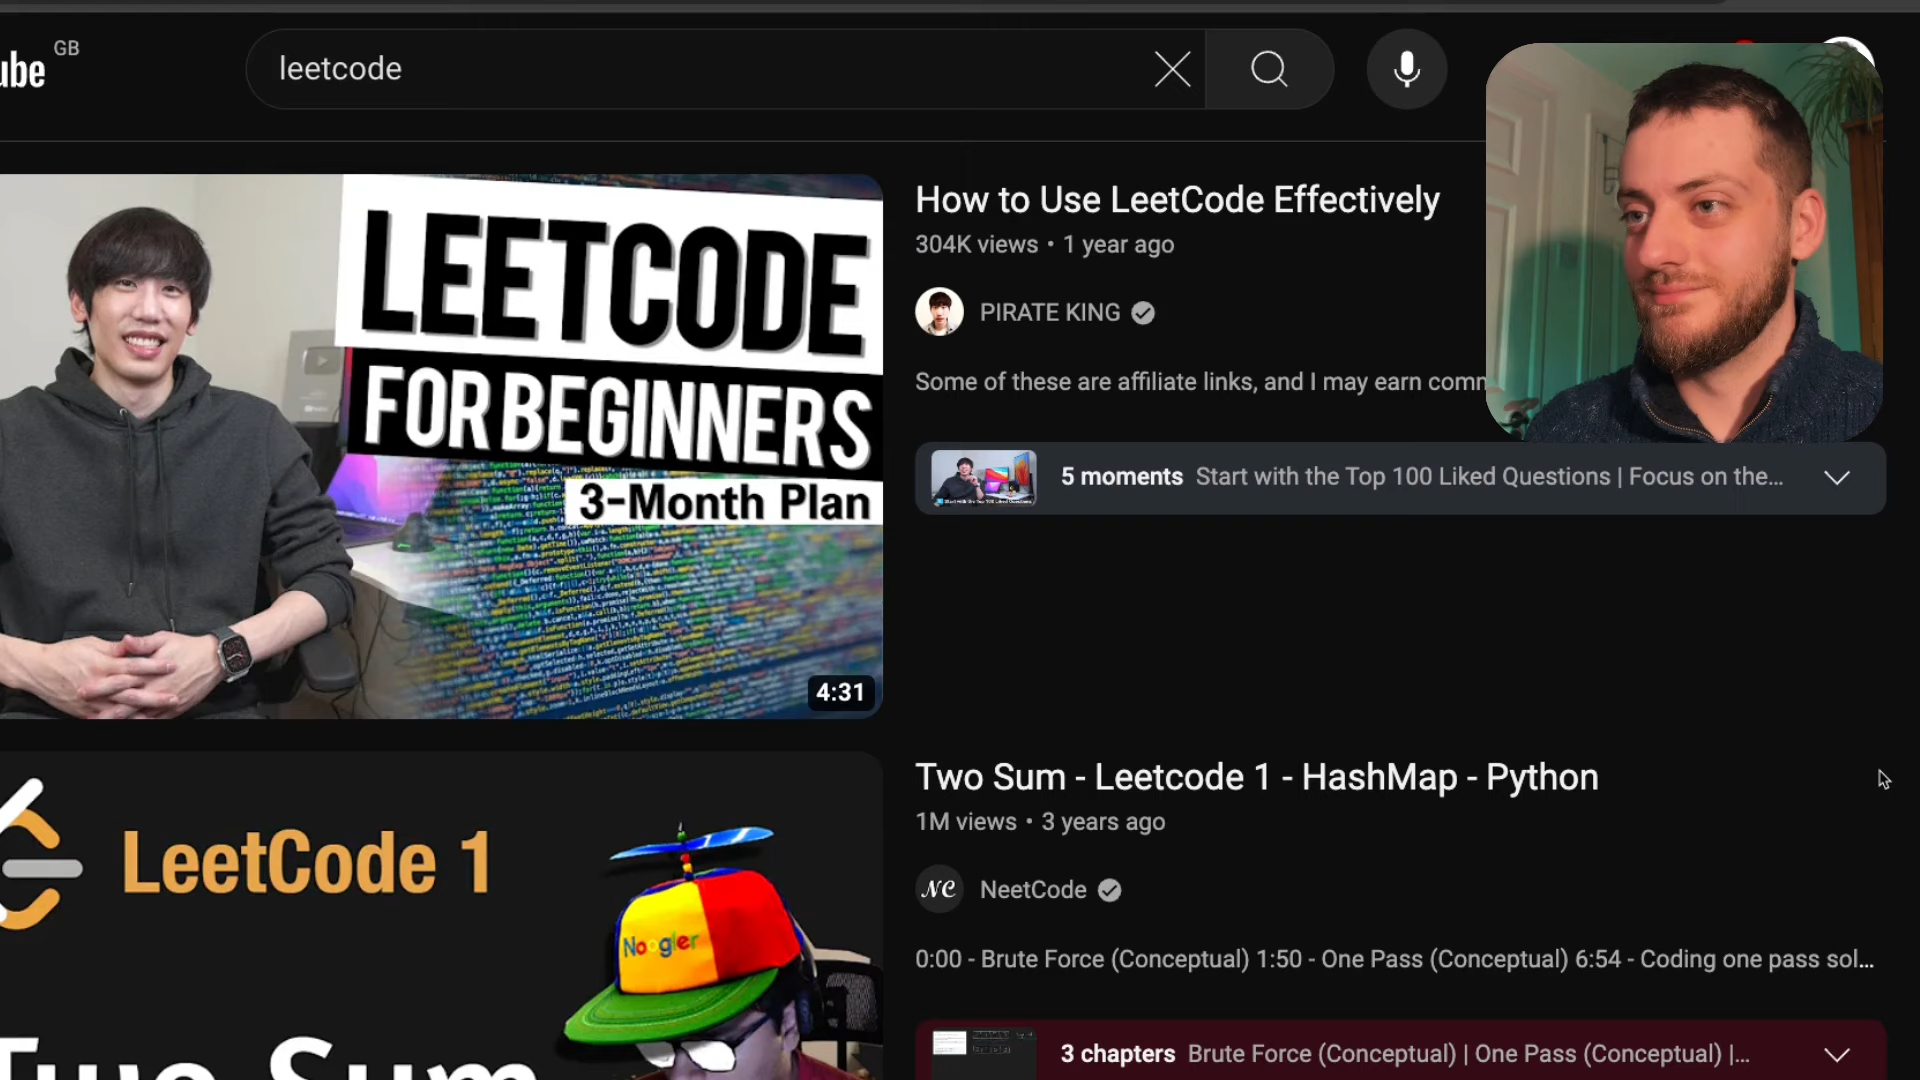 ube GB
leetcode
LEETCODE
FOR BEGINNERS
3-Month Plan
4:31
How to Use LeetCode Effectively
304K views • 1 year ago
PIRATE KING
Some of these are affiliate links, and I may earn comm
5 moments Start with the Top 100 Liked Questions | Focus on the...
LeetCode 1
Noogler
Two Sum
Two Sum - Leetcode 1 - HashMap - Python
1M views • 3 years ago
NC NeetCode
0:00 - Brute Force (Conceptual) 1:50 - One Pass (Conceptual) 6:54 - Coding one pass sol...
3 chapters Brute Force (Conceptual) | One Pass (Conceptual) |...